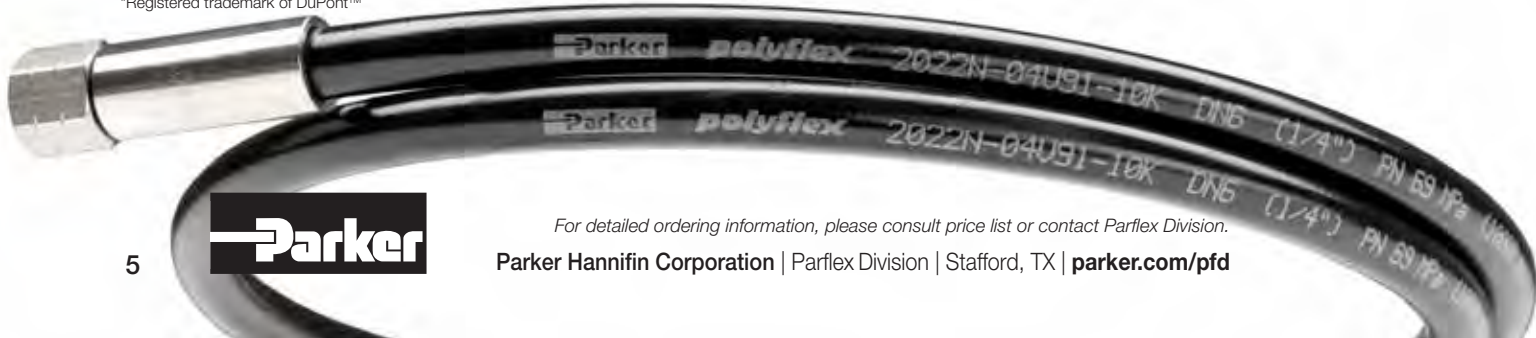 *Registered trademark of DuPont™
Parker polyflex 2022N-04V91-10K DN6 (1/4") PN 69 MPa
Parker polyflex 2022N-04V91-10K DN6 (1/4") PN 69 MPa
Parker
For detailed ordering information, please consult price list or contact Parflex Division.
5
Parker Hannifin Corporation | Parflex Division | Stafford, TX | parker.com/pfd